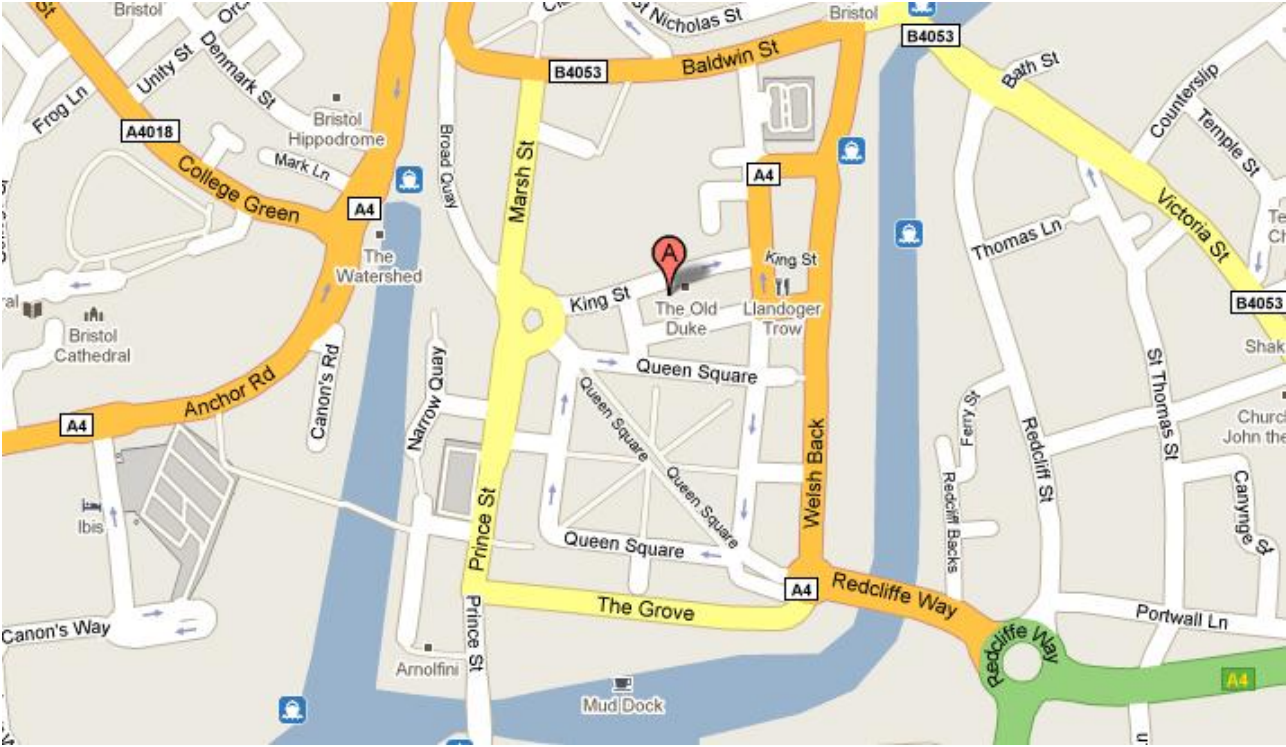 Bristol
St Nicholas St
Bristol
B4053
Unity St
Denmark St
Baldwin St
B4053
Bath St
Frog Ln
Bristol
Hippodrome
Counterslip
Temple St
A4018
Mark Ln
Broad Quay
Marsh St
A4
College Green
A4
The
Watershed
Victoria St
Thomas Ln
King St
A
King St
The Old
Duke
Llandoger
Trow
B4053
Bristol
Cathedral
Canon's Rd
Narrow Quay
Queen Square
St Thomas St
Anchor Rd
A4
Queen Square
Ferry St
Redcliff St
Welsh Back
Queen Square
Redcliff Backs
Canynge St
Ibis
Prince St
Queen Square
A4
Redcliffe Way
The Grove
Portwall Ln
Canon's Way
Prince St
Redcliffe Way
Arnolfini
A4
Mud Dock